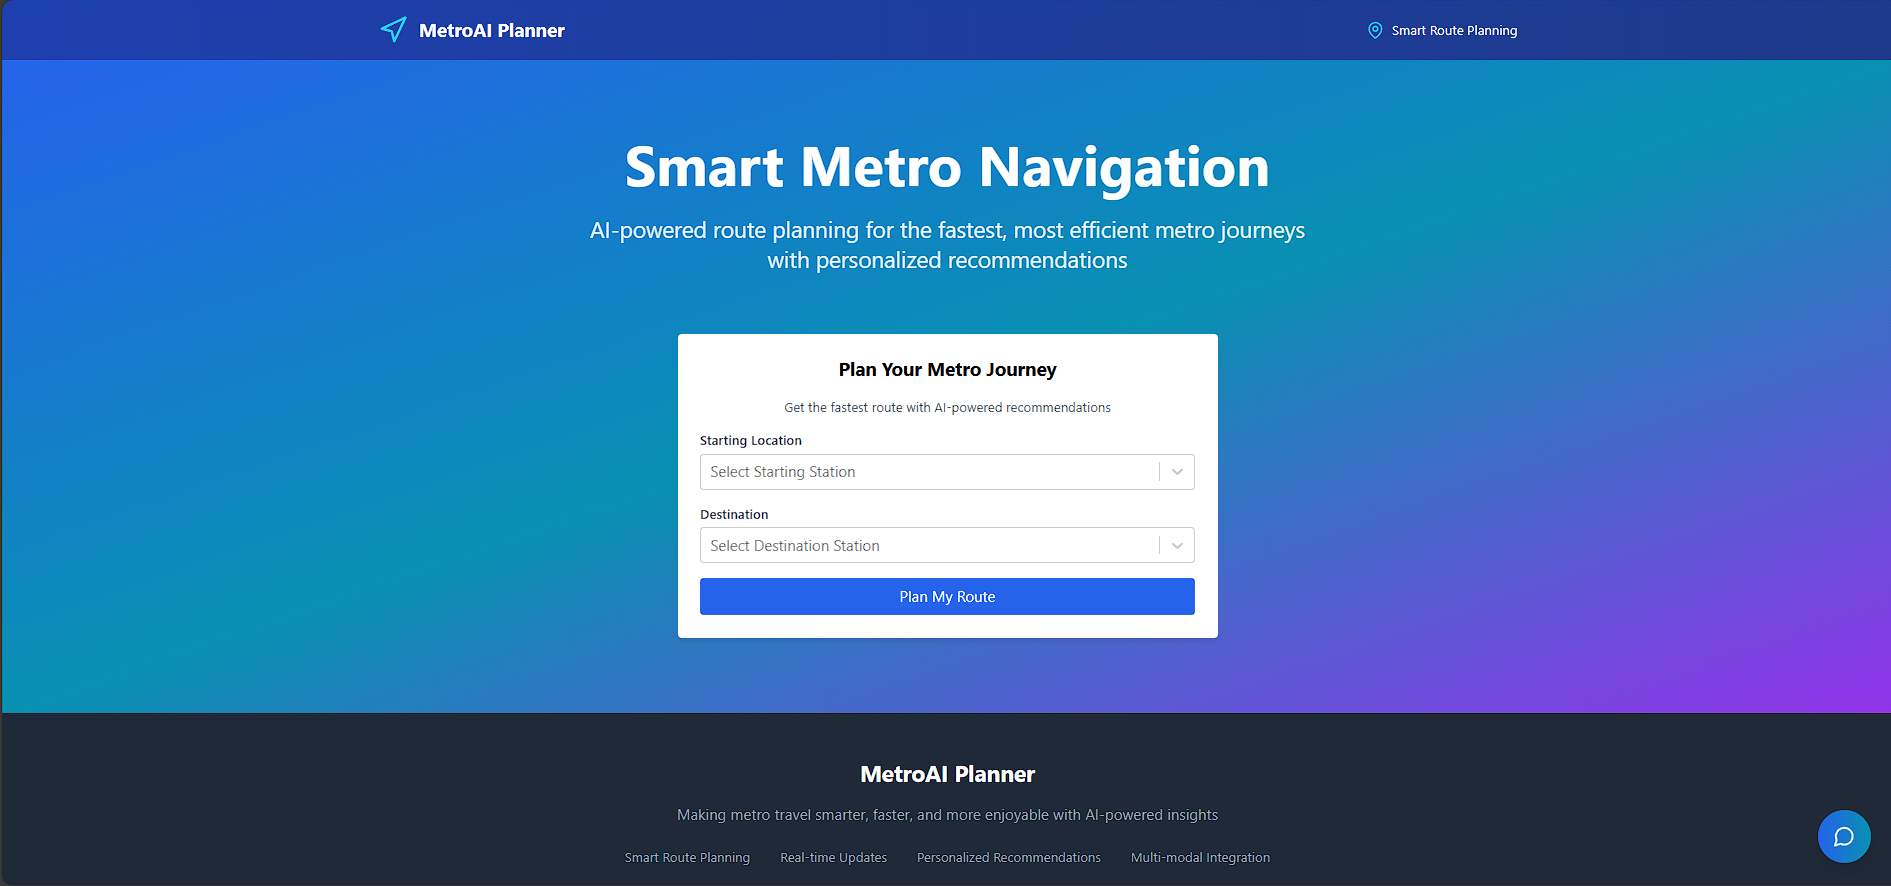 MetroAI Planner
Smart Route Planning
Smart Metro Navigation
AI-powered route planning for the fastest, most efficient metro journeys
with personalized recommendations
Plan Your Metro Journey
Get the fastest route with AI-powered recommendations
Starting Location
Select Starting Station
Destination
Select Destination Station
Plan My Route
MetroAI Planner
Making metro travel smarter, faster, and more enjoyable with AI-powered insights
Smart Route Planning
Real-time Updates
Personalized Recommendations
Multi-modal Integration